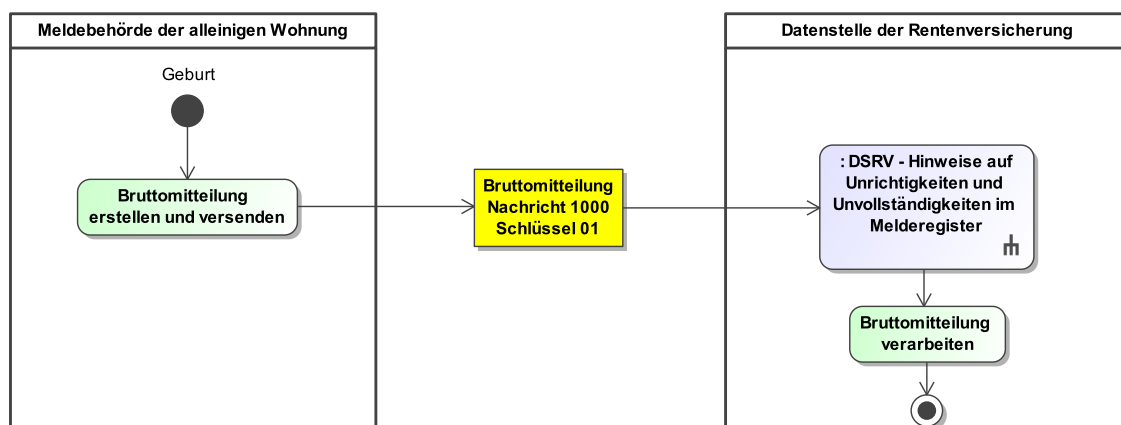 Meldebehörde der alleinigen Wohnung
Geburt
Bruttomitteilung
erstellen und versenden
Bruttomitteilung
Nachricht 1000
Schlüssel 01
Datenstelle der Rentenversicherung
: DSRV - Hinweise auf
Unrichtigkeiten und
Unvollständigkeiten im
Melderegister
Bruttomitteilung
verarbeiten